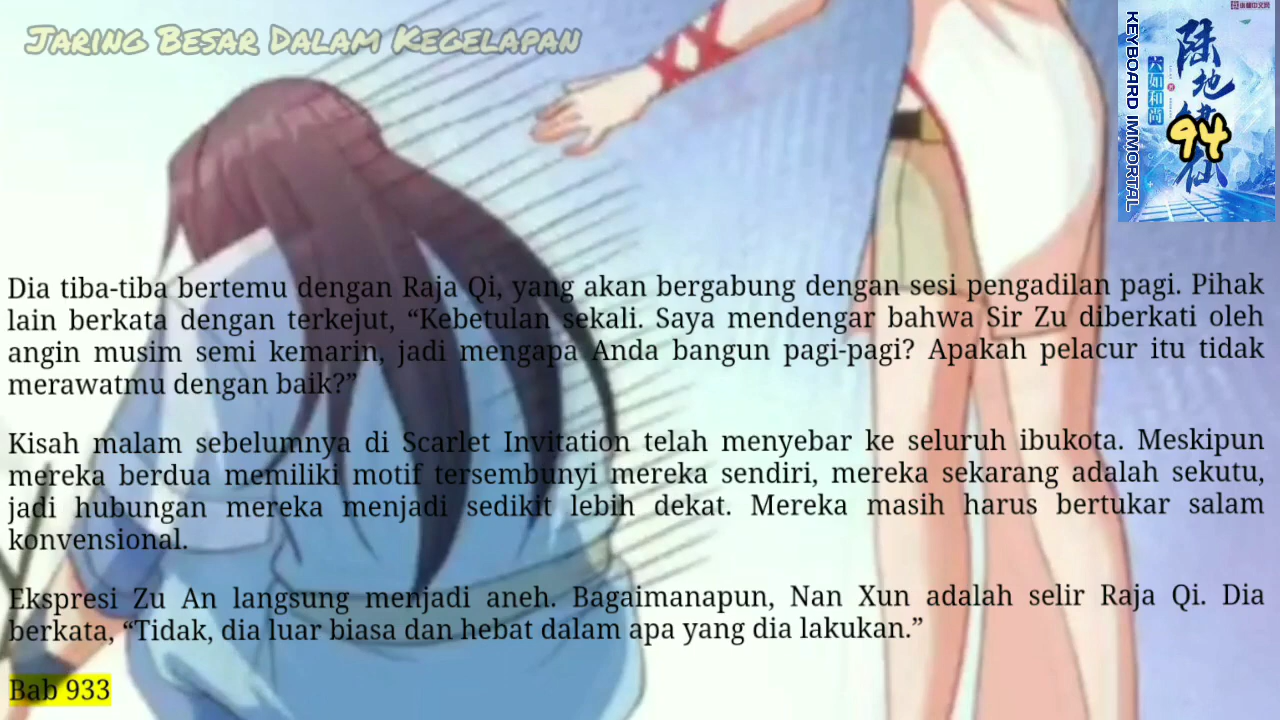 Jaring Besar Dalam Kegelapan
KEYBOARD IMMORTAL
陆地键仙
六如和尚
94
Dia tiba-tiba bertemu dengan Raja Qi, yang akan bergabung dengan sesi pengadilan pagi. Pihak
lain berkata dengan terkejut, “Kebetulan sekali. Saya mendengar bahwa Sir Zu diberkati oleh
angin musim semi kemarin, jadi mengapa Anda bangun pagi-pagi? Apakah pelacur itu tidak
merawatmu dengan baik?”
Kisah malam sebelumnya di Scarlet Invitation telah menyebar ke seluruh ibukota. Meskipun
mereka berdua memiliki motif tersembunyi mereka sendiri, mereka sekarang adalah sekutu,
jadi hubungan mereka menjadi sedikit lebih dekat. Mereka masih harus bertukar salam
konvensional.
Ekspresi Zu An langsung menjadi aneh. Bagaimanapun, Nan Xun adalah selir Raja Qi. Dia
berkata, “Tidak, dia luar biasa dan hebat dalam apa yang dia lakukan.”
Bab 933